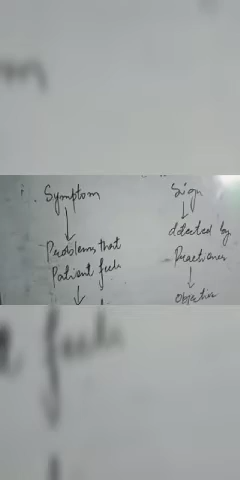 Symptom
Sign
↓
↓
Problems that
Patient feels
detected by
Practioner
↓
↓
Objective